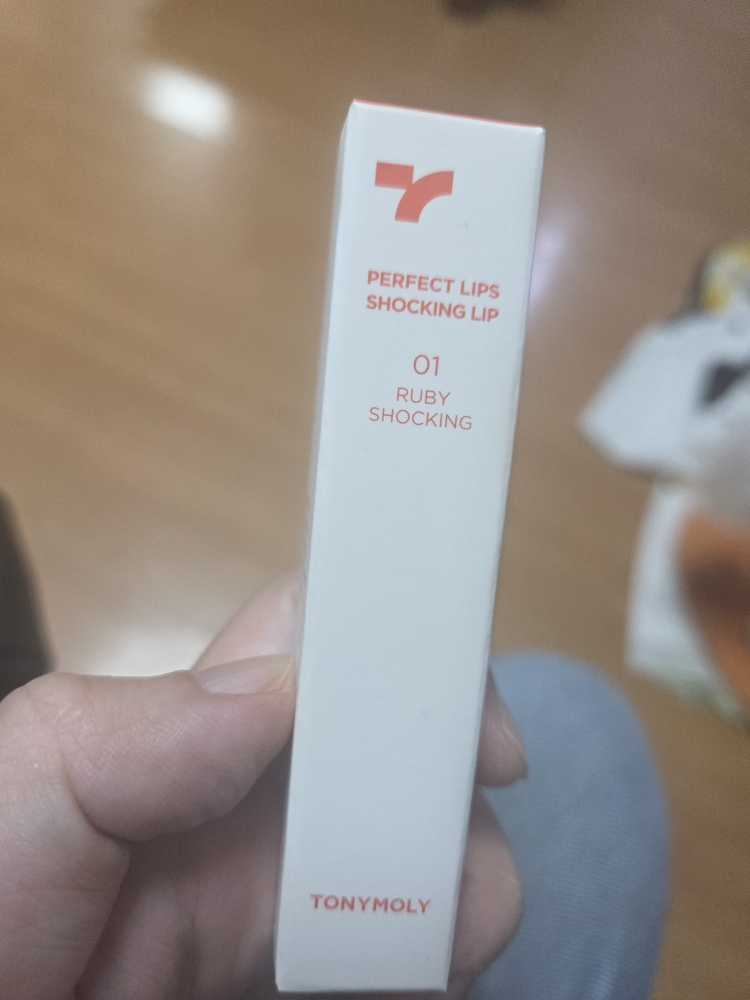 PERFECT LIPS
SHOCKING LIP
01
RUBY
SHOCKING
TONYMOLY